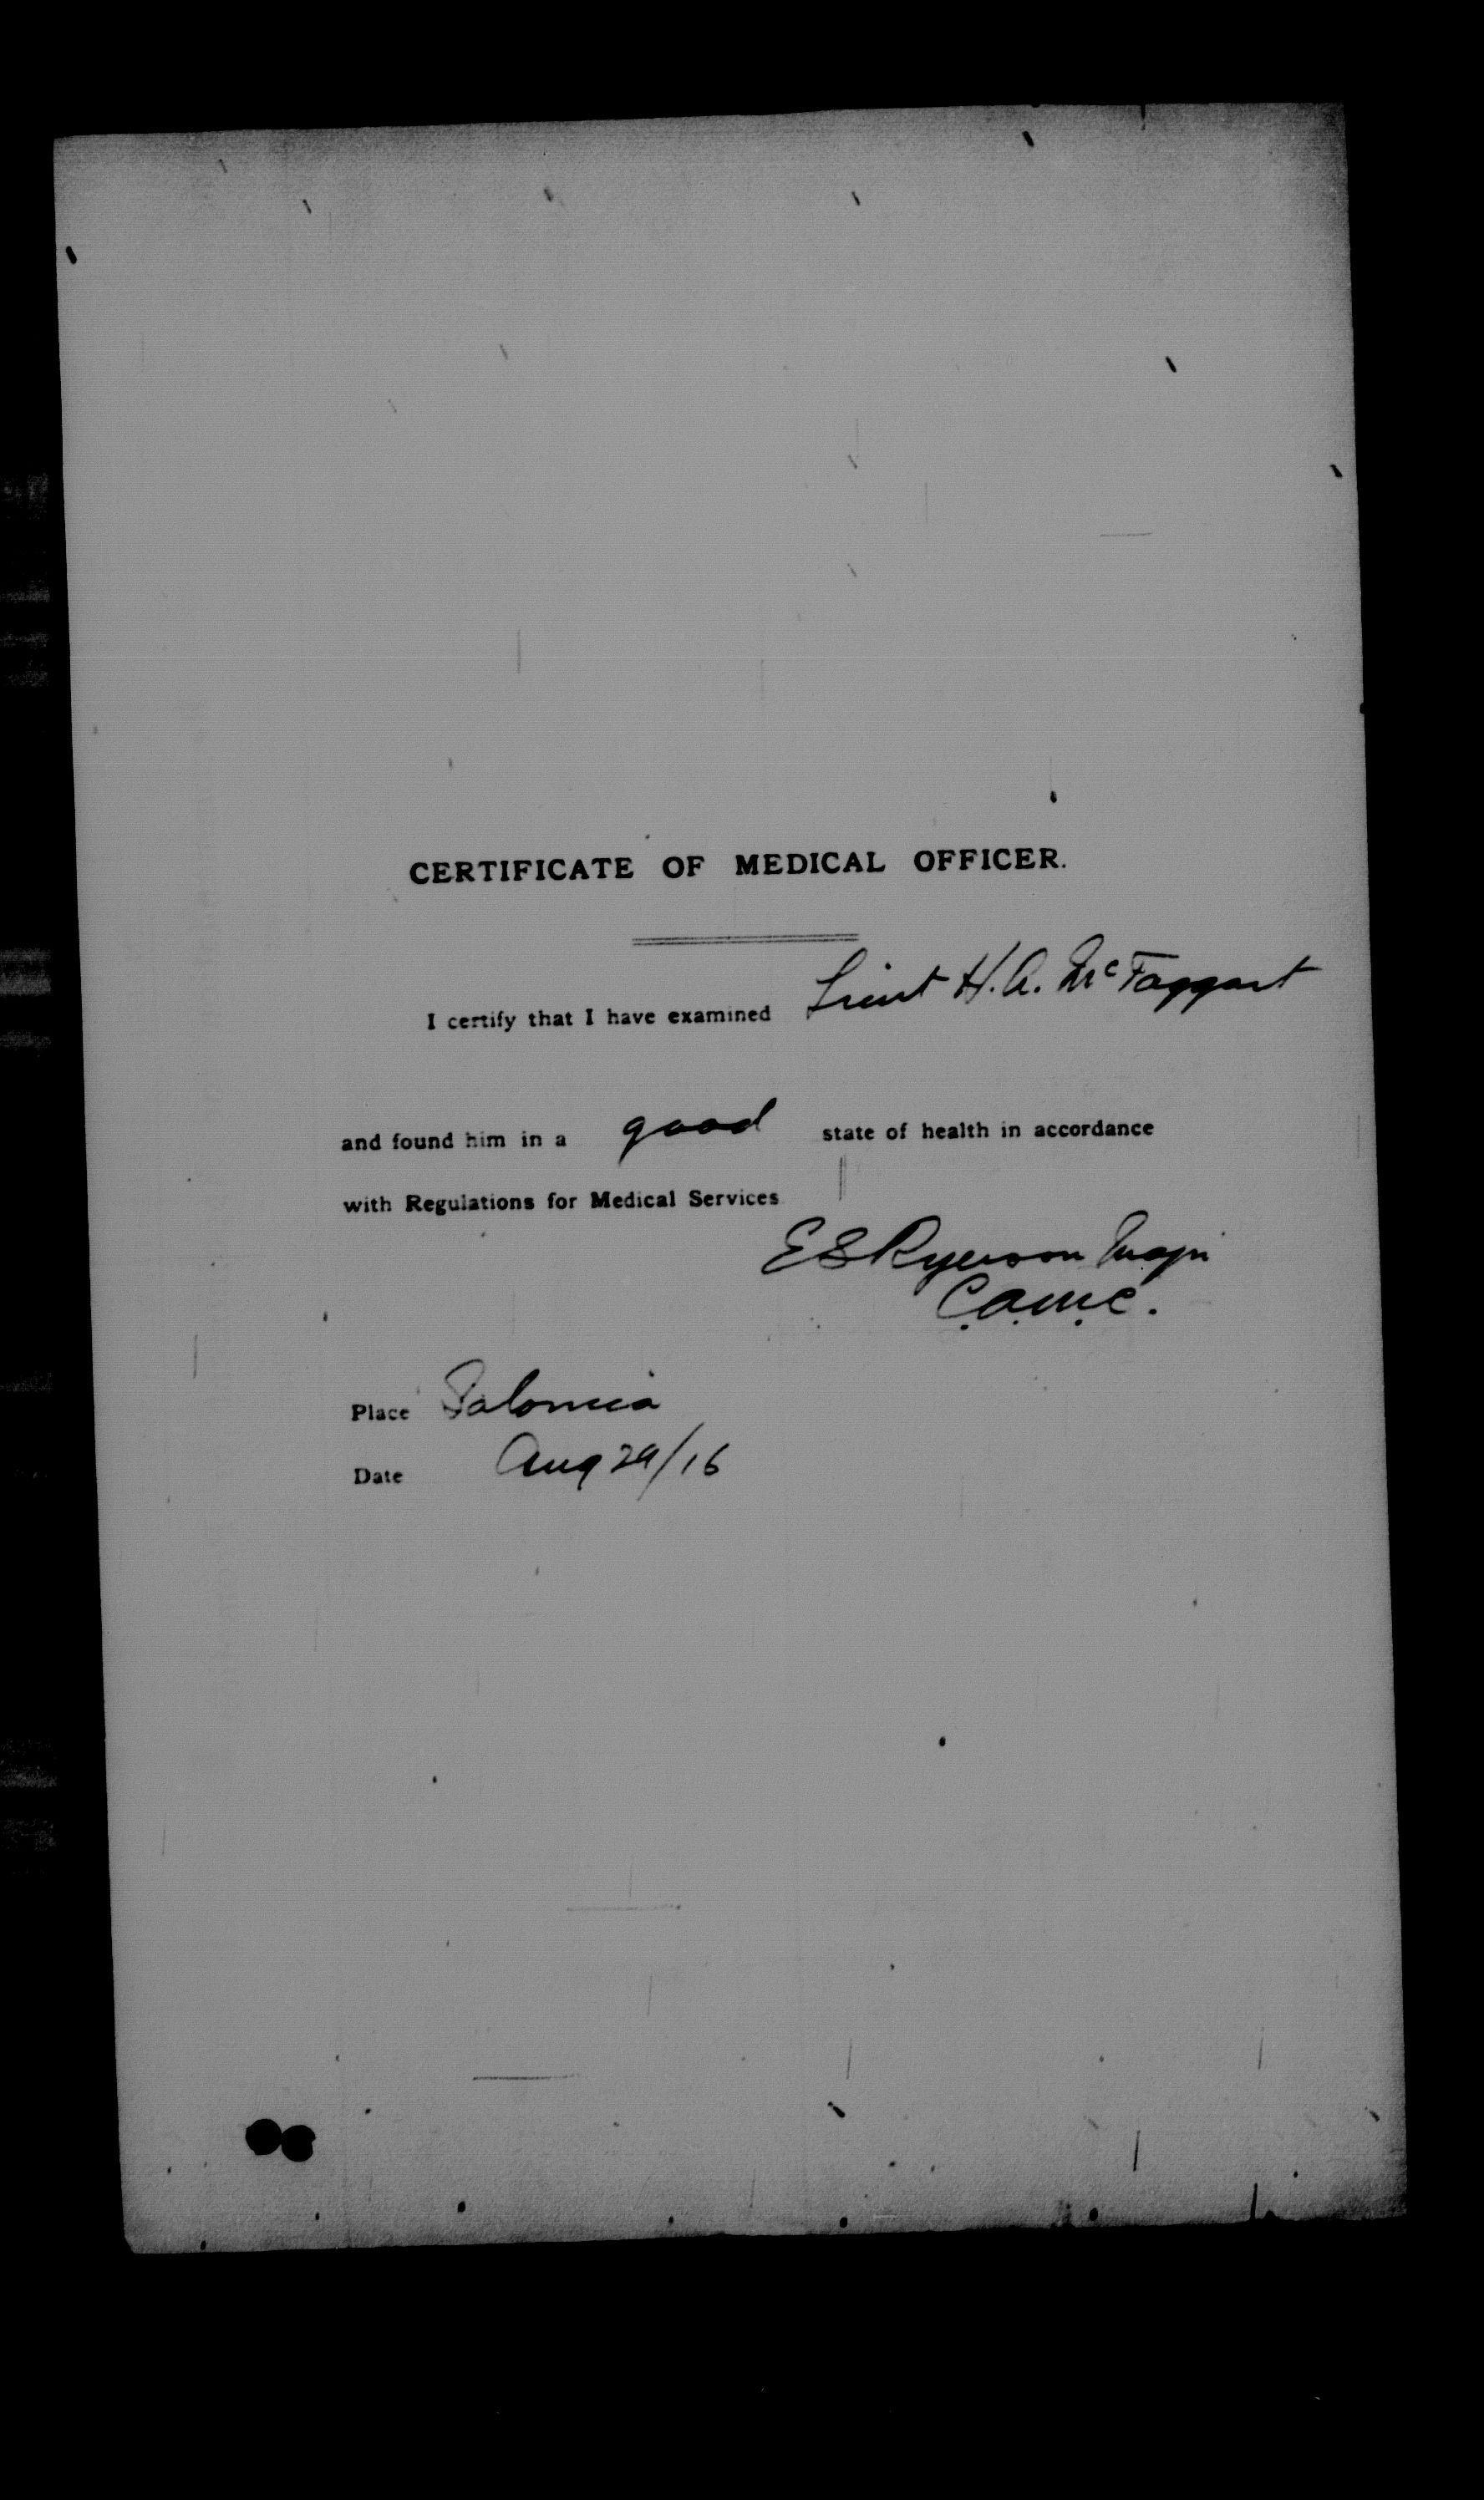 CERTIFICATE OF MEDICAL OFFICER.
I certify that I have examined Lieut H.A. McTaggart
and found him in a good state of health in accordance
with Regulations for Medical Services
E S Ryerson Major
C.A.M.C.
Place Salonica
Date Aug 29/16